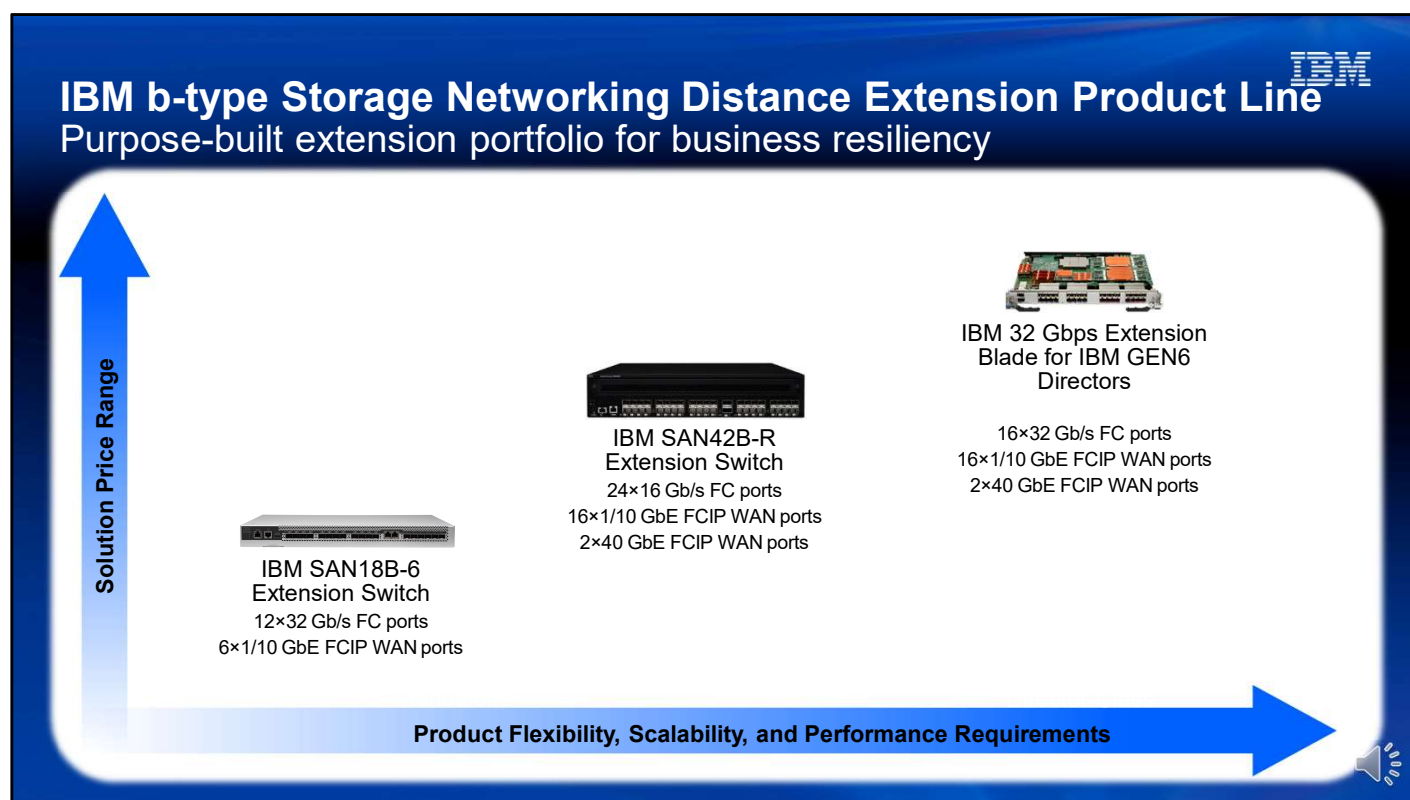 IBM
IBM b-type Storage Networking Distance Extension Product Line
Purpose-built extension portfolio for business resiliency
Solution Price Range
IBM 32 Gbps Extension
Blade for IBM GEN6
Directors
16×32 Gb/s FC ports
16×1/10 GbE FCIP WAN ports
2×40 GbE FCIP WAN ports
IBM SAN42B-R
Extension Switch
24×16 Gb/s FC ports
16×1/10 GbE FCIP WAN ports
2×40 GbE FCIP WAN ports
IBM SAN18B-6
Extension Switch
12×32 Gb/s FC ports
6×1/10 GbE FCIP WAN ports
Product Flexibility, Scalability, and Performance Requirements